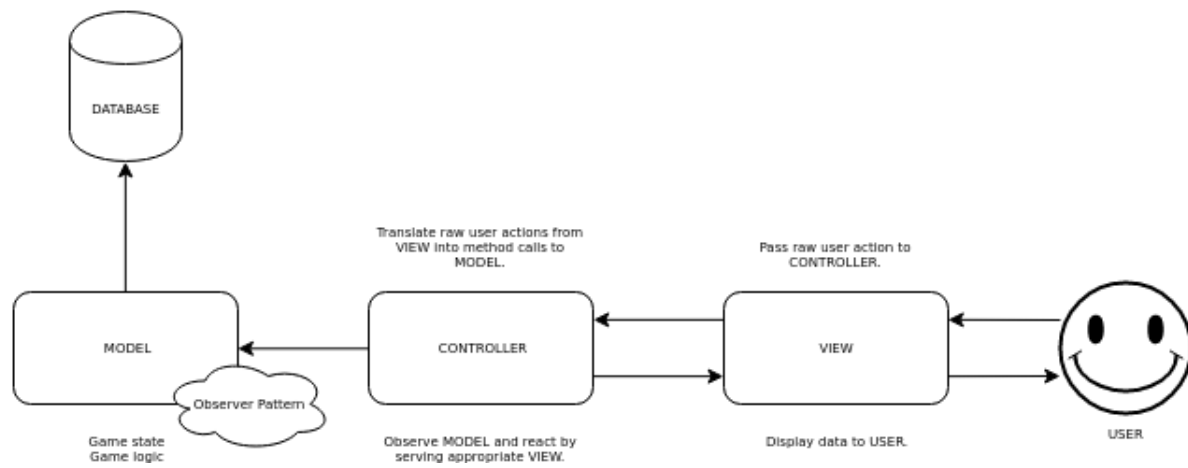 DATABASE
Translate raw user actions from
VIEW into method calls to
MODEL.
Pass raw user action to
CONTROLLER.
MODEL
CONTROLLER
VIEW
Observer Pattern
Game state
Game logic
Observe MODEL and react by
serving appropriate VIEW.
Display data to USER.
USER